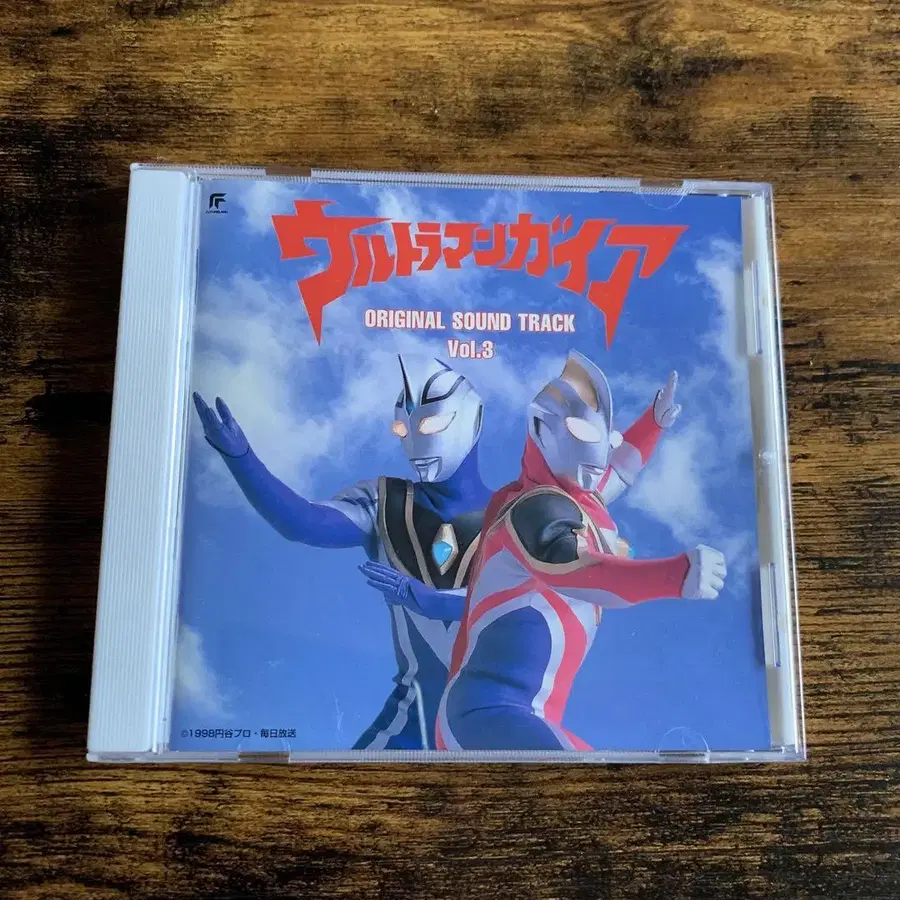 ウルトラマンガイア
ORIGINAL SOUND TRACK
Vol.3
©1998円谷プロ・毎日放送